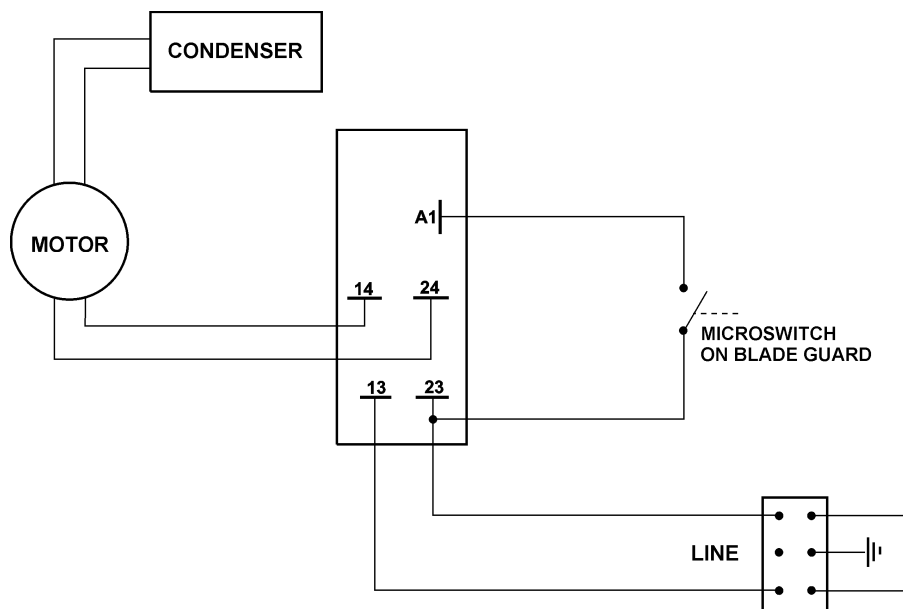 CONDENSER
A1
MOTOR
14
24
MICROSWITCH
ON BLADE GUARD
13
23
LINE